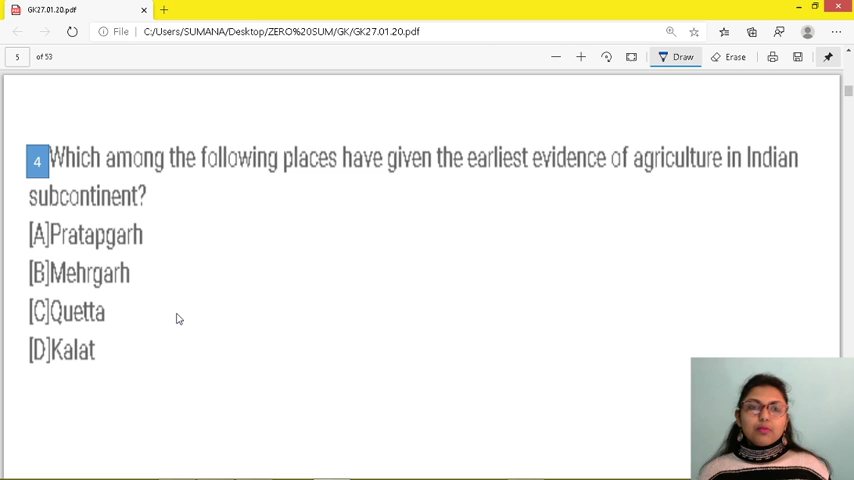 GK27.01.20.pdf
File
C:/Users/SUMANA/Desktop/ZERO%20SUM/GK/GK27.01.20.pdf
5 of 53
Draw
Erase
4 Which among the following places have given the earliest evidence of agriculture in Indian
subcontinent?
[A]Pratapgarh
[B]Mehrgarh
[C]Quetta
[D]Kalat